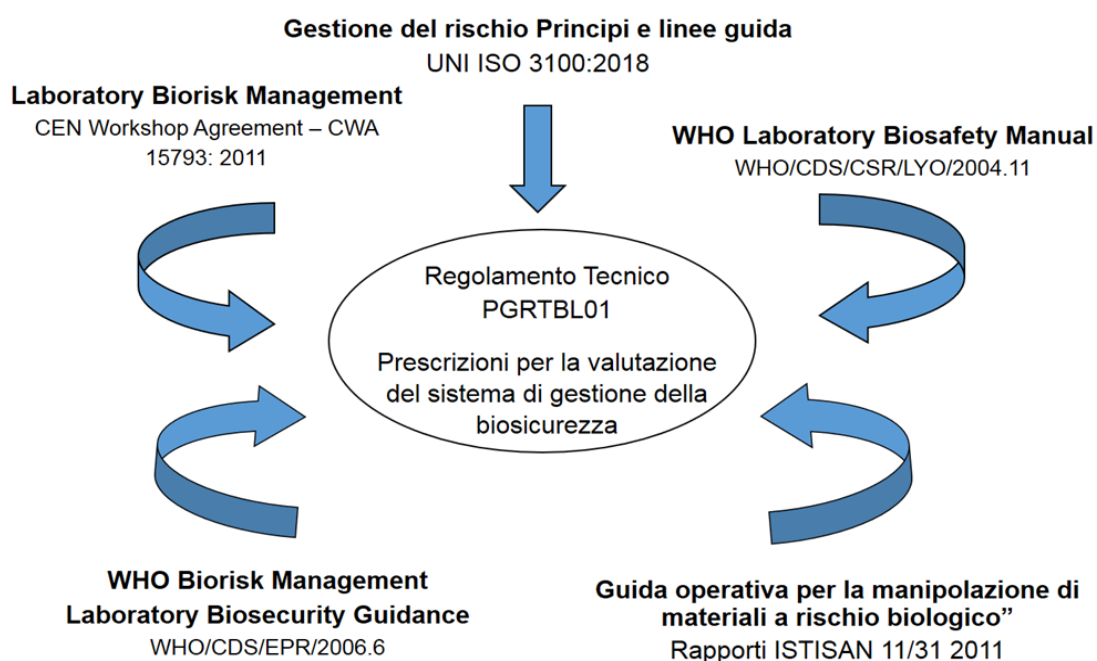 Gestione del rischio Principi e linee guida
UNI ISO 3100:2018
Laboratory Biorisk Management
CEN Workshop Agreement – CWA
15793: 2011
WHO Laboratory Biosafety Manual
WHO/CDS/CSR/LYO/2004.11
Regolamento Tecnico
PGRTBL01
Prescrizioni per la valutazione
del sistema di gestione della
biosicurezza
WHO Biorisk Management
Laboratory Biosecurity Guidance
WHO/CDS/EPR/2006.6
Guida operativa per la manipolazione di
materiali a rischio biologico”
Rapporti ISTISAN 11/31 2011